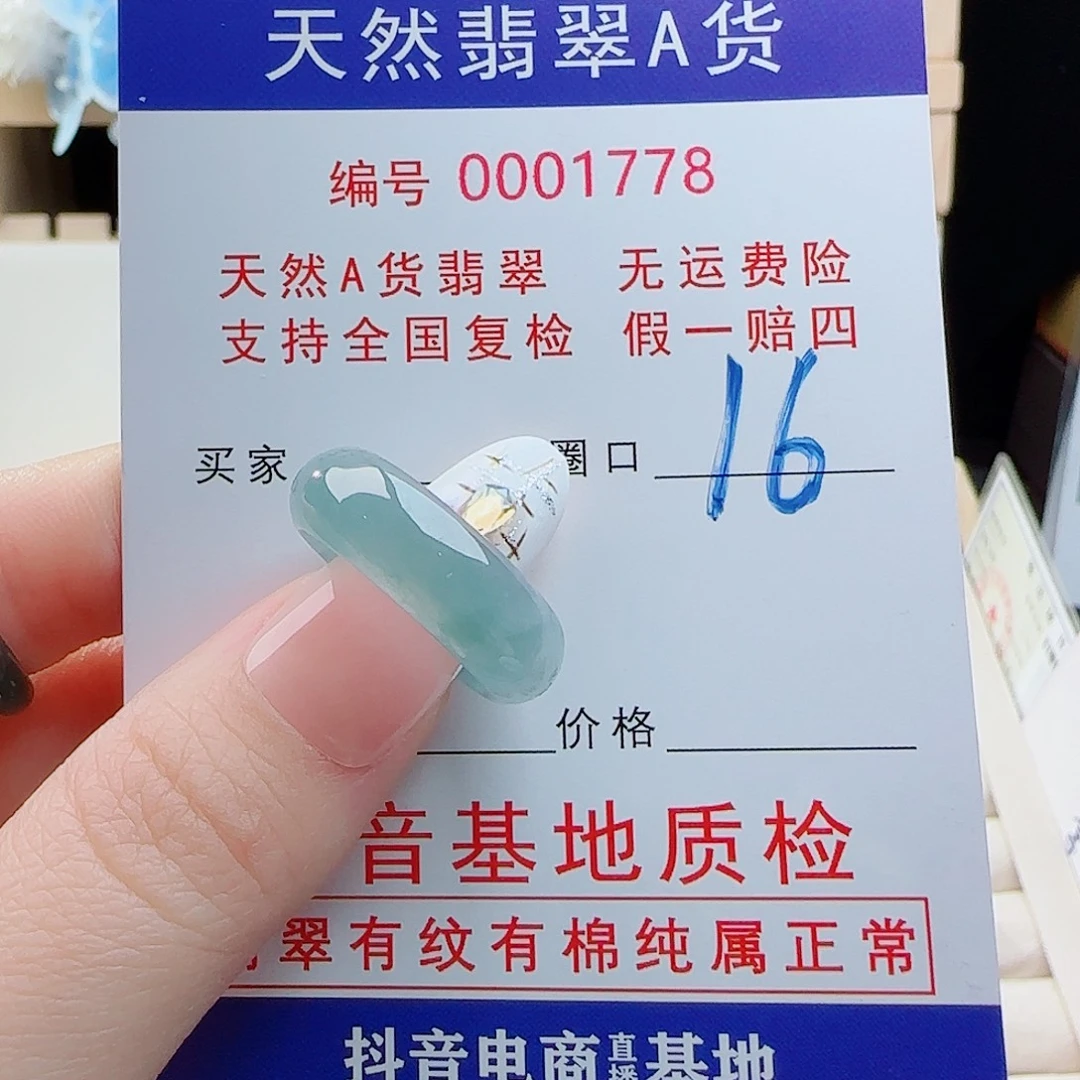 天然翡翠A货
编号 0001778
天然A货翡翠 无运费险
支持全国复检 假一赔四
买家 圈口 16
价格
音基地质检
翠有纹有棉纯属正常
抖音电商直播基地